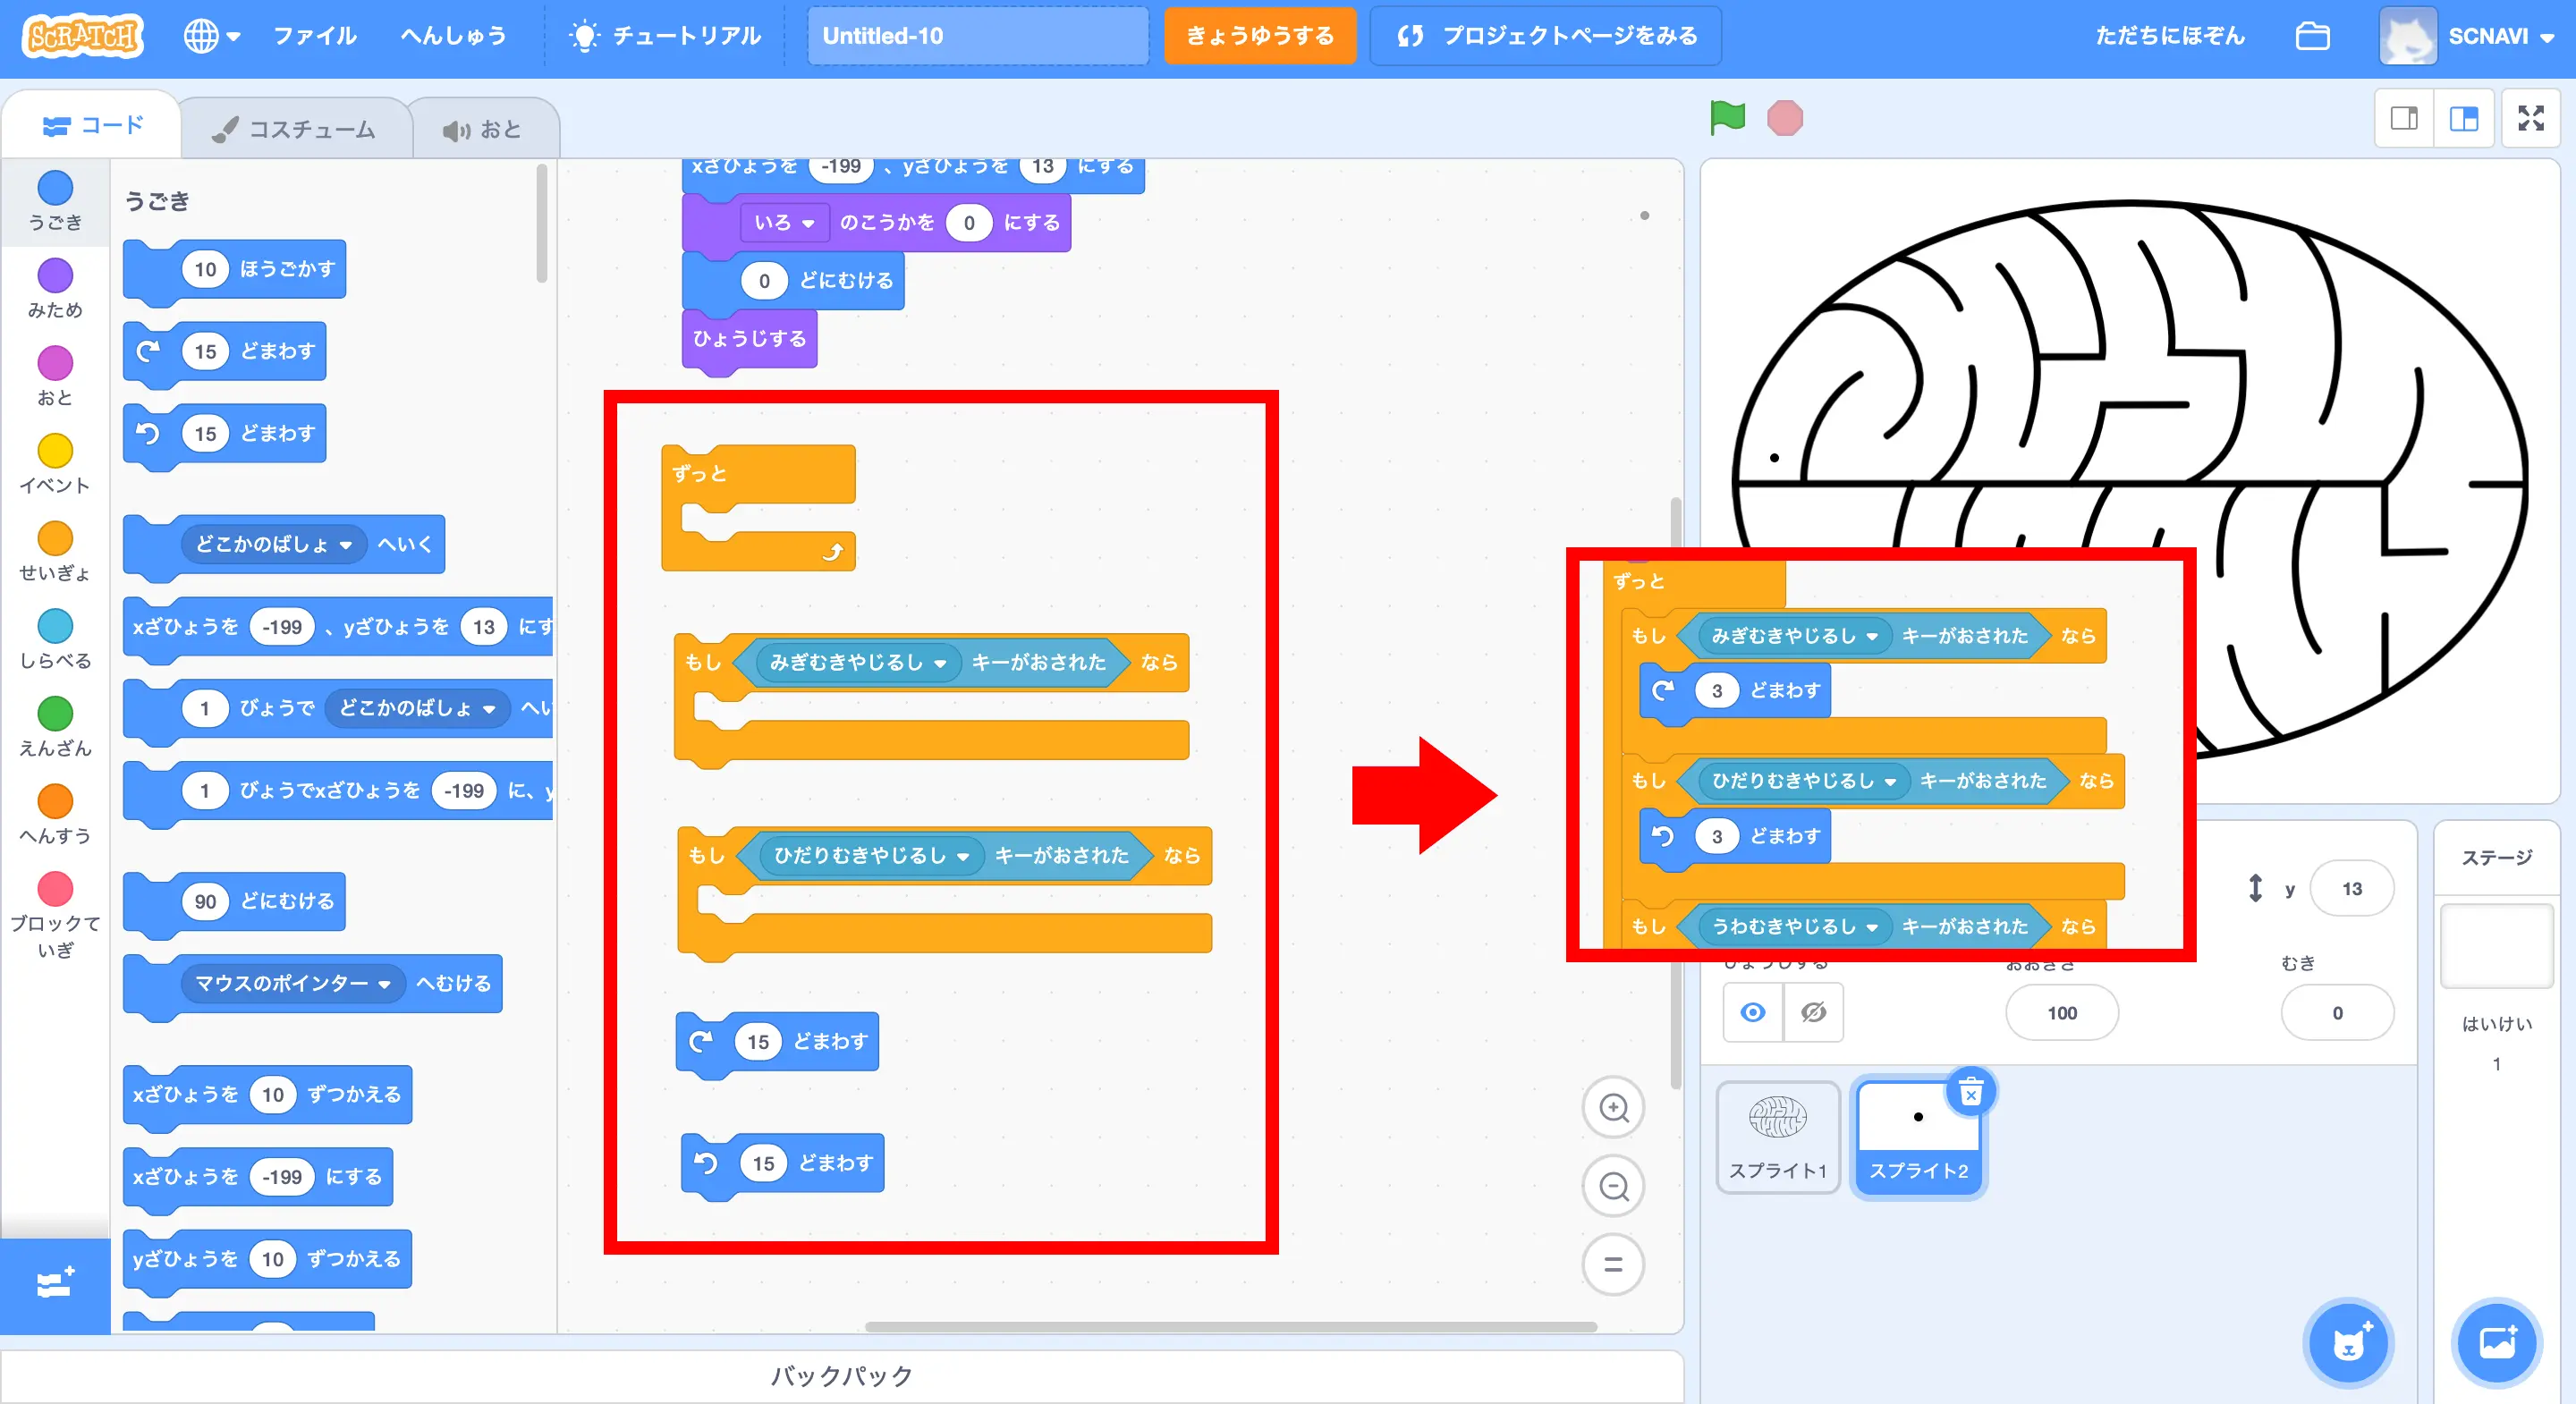 SCRATCH ファイル へんしゅう チュートリアル Untitled-10 きょうゆうする プロジェクトページをみる ただちにほぞん SCNAVI
コード コスチューム おと
うごき
みため
おと
イベント
せいぎょ
しらべる
えんざん
へんすう
ブロックて
いぎ
うごき
10 ほうごかす
15 どまわす
15 どまわす
どこかのばしょ へいく
xざひょうを -199 、yざひょうを 13 にす
1 びょうで どこかのばしょ へい
1 びょうでxざひょうを -199 に、y
90 どにむける
マウスのポインター へむける
xざひょうを 10 ずつかえる
xざひょうを -199 にする
yざひょうを 10 ずつかえる
xざひょうを -199 、yざひょうを 13 にする
いろ のこうかを 0 にする
0 どにむける
ひょうじする
ずっと
もし みぎむきやじるし キーがおされた なら
もし ひだりむきやじるし キーがおされた なら
15 どまわす
15 どまわす
ずっと
もし みぎむきやじるし キーがおされた なら
3 どまわす
もし ひだりむきやじるし キーがおされた なら
3 どまわす
もし うわむきやじるし キーがおされた なら
y 13
ひょうじする おおきさ むき
100 0
スプライト1 スプライト2
ステージ
はいけい
1
バックパック